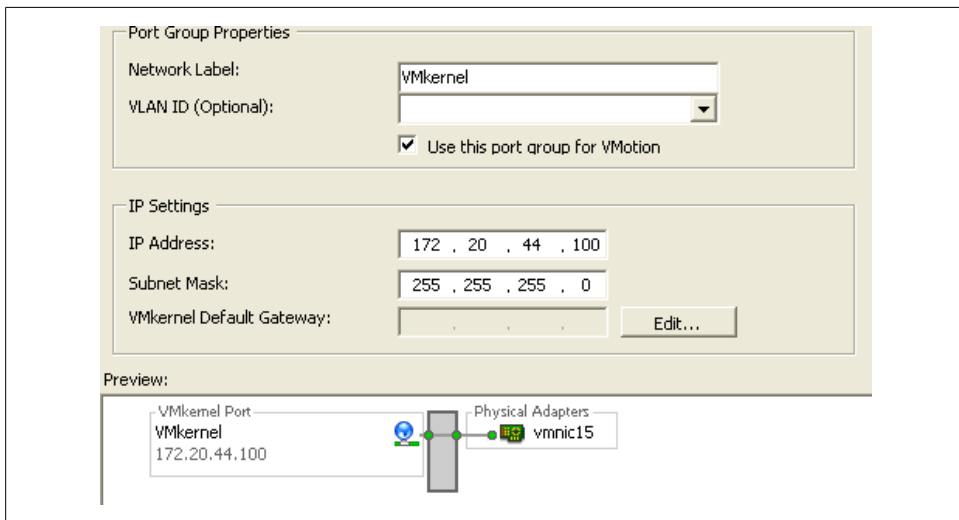 Port Group Properties
Network Label:
VMkernel
VLAN ID (Optional):
Use this port group for VMotion
IP Settings
IP Address:
172 . 20 . 44 . 100
Subnet Mask:
255 . 255 . 255 . 0
VMkernel Default Gateway:
. . .
Edit...
Preview:
VMkernel Port
VMkernel
172.20.44.100
Physical Adapters
vmnic15